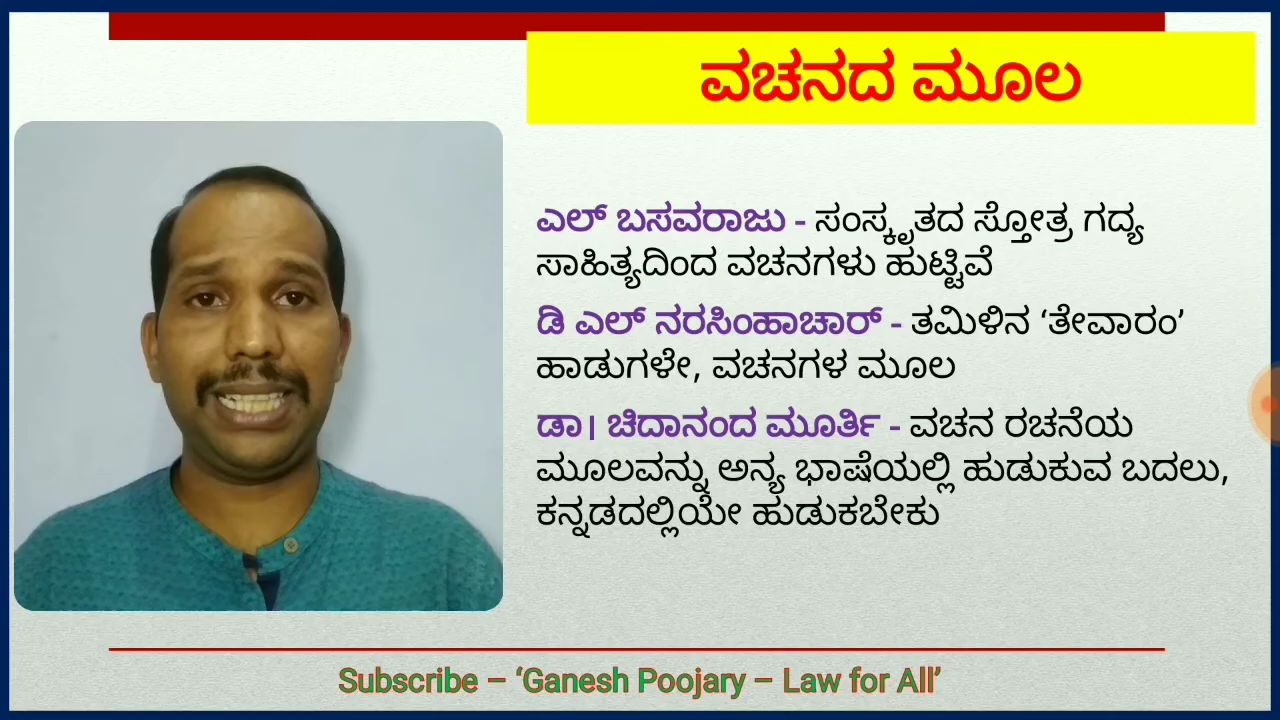 ವಚನದ ಮೂಲ
ಎಲ್ ಬಸವರಾಜು - ಸಂಸ್ಕೃತದ ಸ್ತೋತ್ರ ಗದ್ಯ
ಸಾಹಿತ್ಯದಿಂದ ವಚನಗಳು ಹುಟ್ಟಿವೆ
ಡಿ ಎಲ್ ನರಸಿಂಹಾಚಾರ್ - ತಮಿಳಿನ ‘ತೇವಾರಂ’
ಹಾಡುಗಳೇ, ವಚನಗಳ ಮೂಲ
ಡಾ। ಚಿದಾನಂದ ಮೂರ್ತಿ - ವಚನ ರಚನೆಯ
ಮೂಲವನ್ನು ಅನ್ಯ ಭಾಷೆಯಲ್ಲಿ ಹುಡುಕುವ ಬದಲು,
ಕನ್ನಡದಲ್ಲಿಯೇ ಹುಡುಕಬೇಕು
Subscribe – ‘Ganesh Poojary – Law for All’